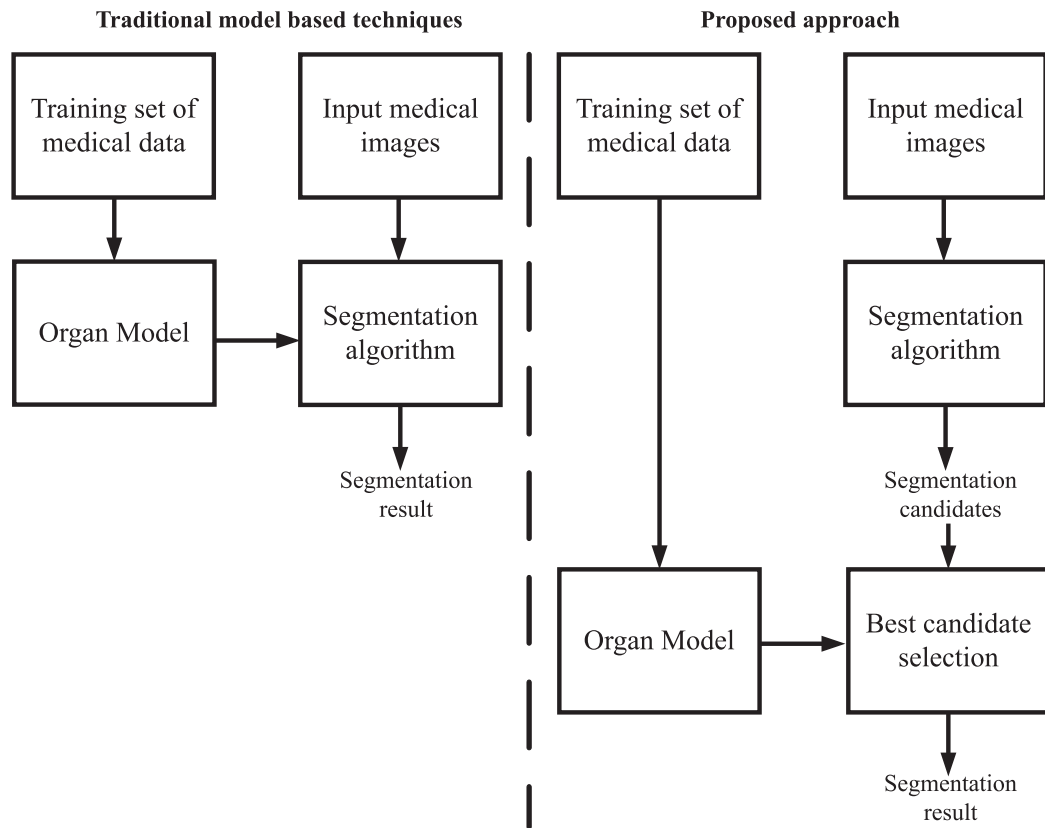 Traditional model based techniques
Training set of
medical data
Input medical
images
Organ Model
Segmentation
algorithm
Segmentation
result
Proposed approach
Training set of
medical data
Input medical
images
Segmentation
algorithm
Segmentation
candidates
Organ Model
Best candidate
selection
Segmentation
result